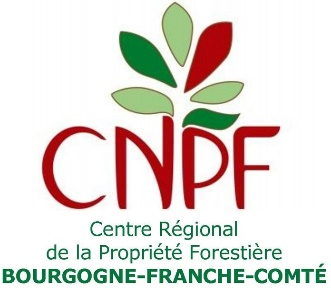 CNPF
Centre Régional
de la Propriété Forestière
BOURGOGNE-FRANCHE-COMTÉ